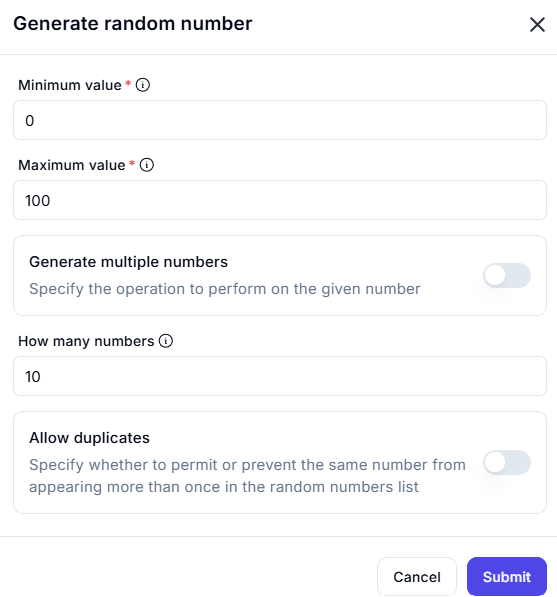 Generate random number
Minimum value *
0
Maximum value *
100
Generate multiple numbers
Specify the operation to perform on the given number
How many numbers
10
Allow duplicates
Specify whether to permit or prevent the same number from
appearing more than once in the random numbers list
Cancel Submit